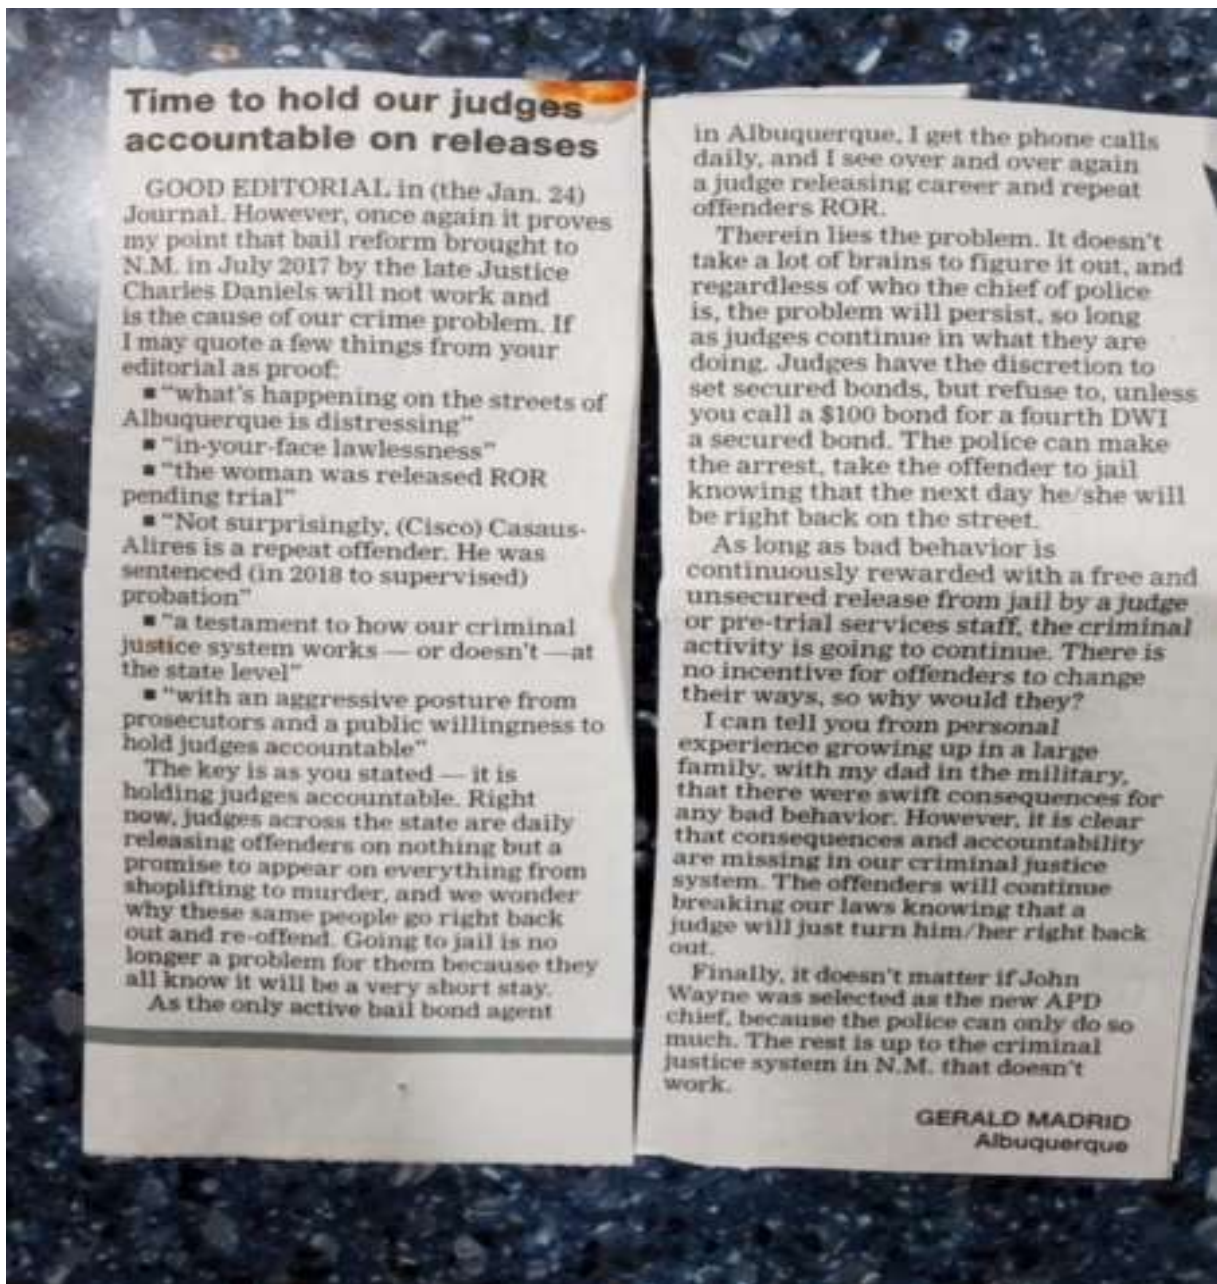 Time to hold our judges
accountable on releases
GOOD EDITORIAL in (the Jan. 24)
Journal. However, once again it proves
my point that bail reform brought to
N.M. in July 2017 by the late Justice
Charles Daniels will not work and
is the cause of our crime problem. If
I may quote a few things from your
editorial as proof:
■ "what's happening on the streets of
Albuquerque is distressing"
■ "in-your-face lawlessness"
■ "the woman was released ROR
pending trial"
■ "Not surprisingly, (Cisco) Casaus-
Alires is a repeat offender. He was
sentenced (in 2018 to supervised)
probation"
■ "a testament to how our criminal
justice system works — or doesn't — at
the state level"
■ "with an aggressive posture from
prosecutors and a public willingness to
hold judges accountable"
The key is as you stated — it is
holding judges accountable. Right
now, judges across the state are daily
releasing offenders on nothing but a
promise to appear on everything from
shoplifting to murder, and we wonder
why these same people go right back
out and re-offend. Going to jail is no
longer a problem for them because they
all know it will be a very short stay.
As the only active bail bond agent
in Albuquerque, I get the phone calls
daily, and I see over and over again
a judge releasing career and repeat
offenders ROR.
Therein lies the problem. It doesn't
take a lot of brains to figure it out, and
regardless of who the chief of police
is, the problem will persist, so long
as judges continue in what they are
doing. Judges have the discretion to
set secured bonds, but refuse to, unless
you call a $100 bond for a fourth DWI
a secured bond. The police can make
the arrest, take the offender to jail
knowing that the next day he/she will
be right back on the street.
As long as bad behavior is
continuously rewarded with a free and
unsecured release from jail by a judge
or pre-trial services staff, the criminal
activity is going to continue. There is
no incentive for offenders to change
their ways, so why would they?
I can tell you from personal
experience growing up in a large
family, with my dad in the military,
that there were swift consequences for
any bad behavior. However, it is clear
that consequences and accountability
are missing in our criminal justice
system. The offenders will continue
breaking our laws knowing that a
judge will just turn him/her right back
out.
Finally, it doesn't matter if John
Wayne was selected as the new APD
chief, because the police can only do so
much. The rest is up to the criminal
justice system in N.M. that doesn't
work.
GERALD MADRID
Albuquerque